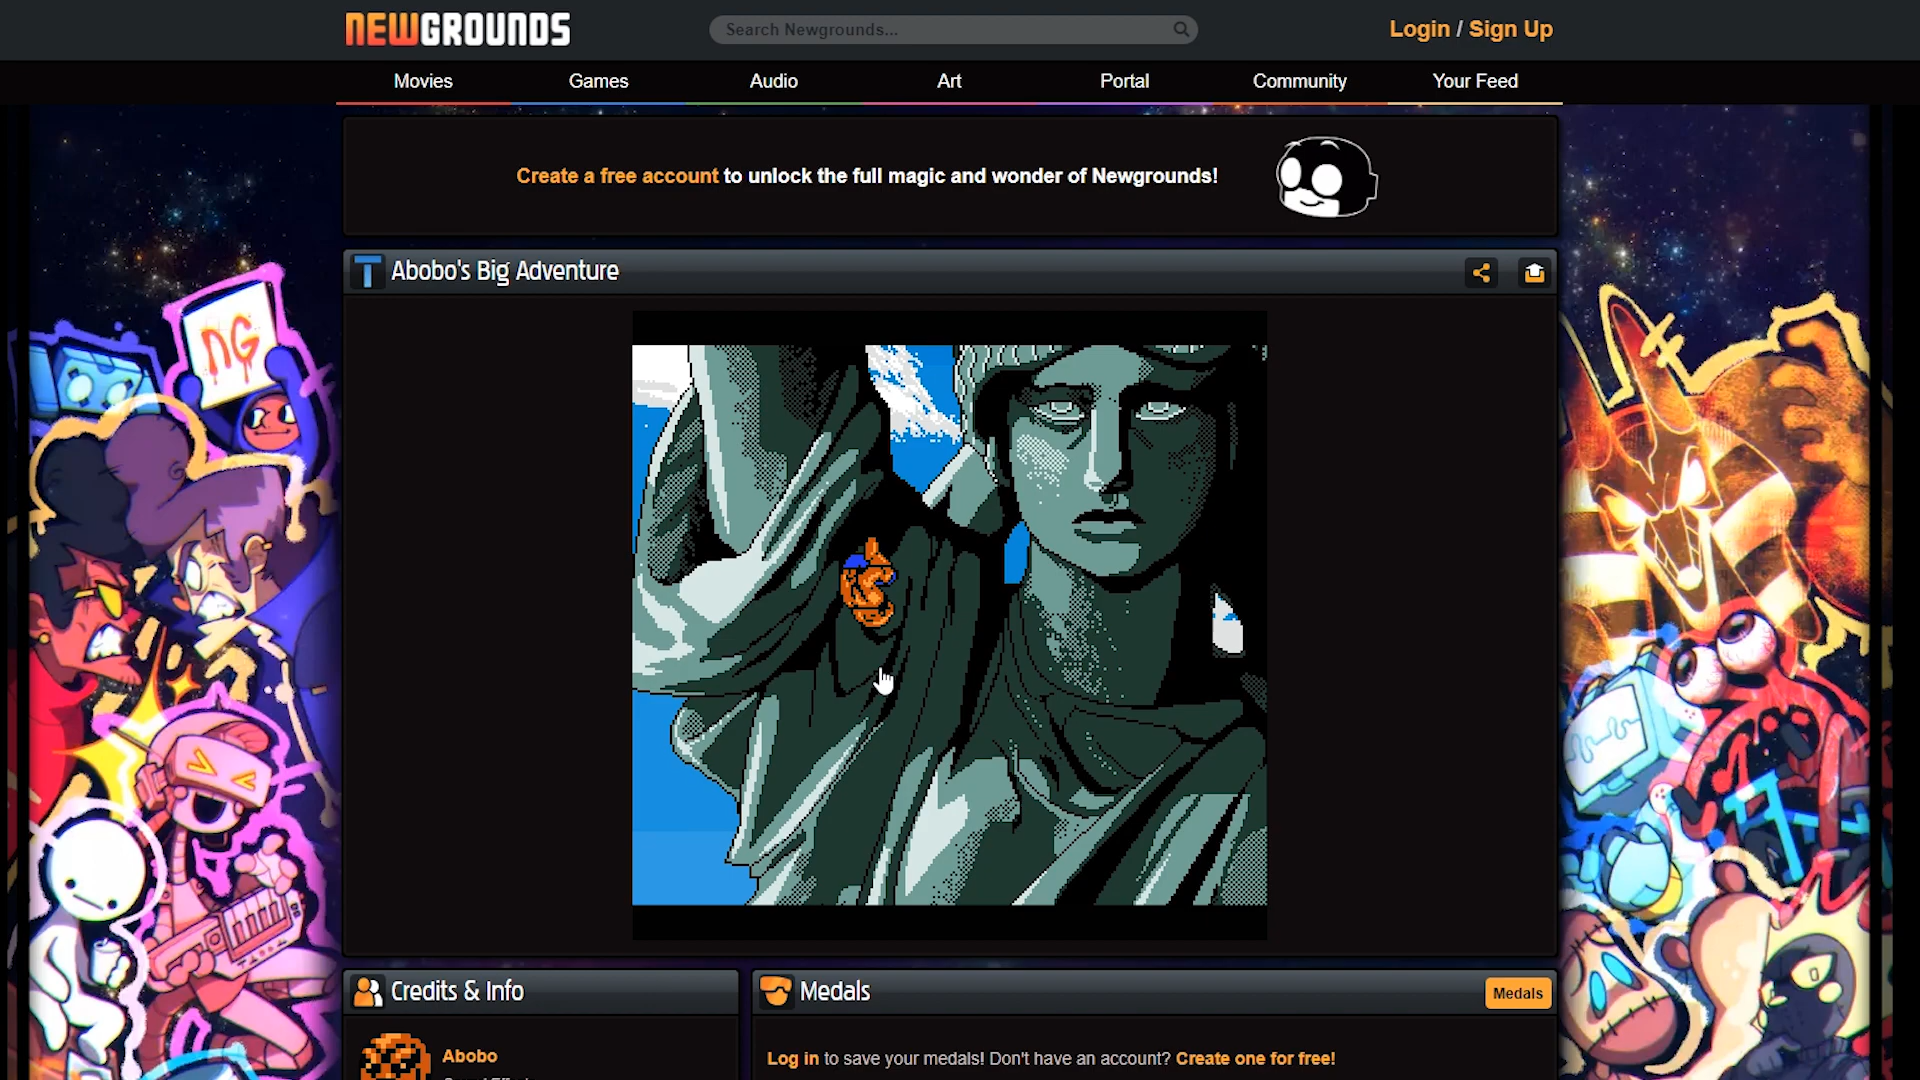 NEWGROUNDS
Search Newgrounds...
Login / Sign Up
Movies
Games
Audio
Art
Portal
Community
Your Feed
Create a free account to unlock the full magic and wonder of Newgrounds!
T
Abobo's Big Adventure
NG
Credits & Info
Medals
Medals
Abobo
Log in to save your medals! Don't have an account? Create one for free!